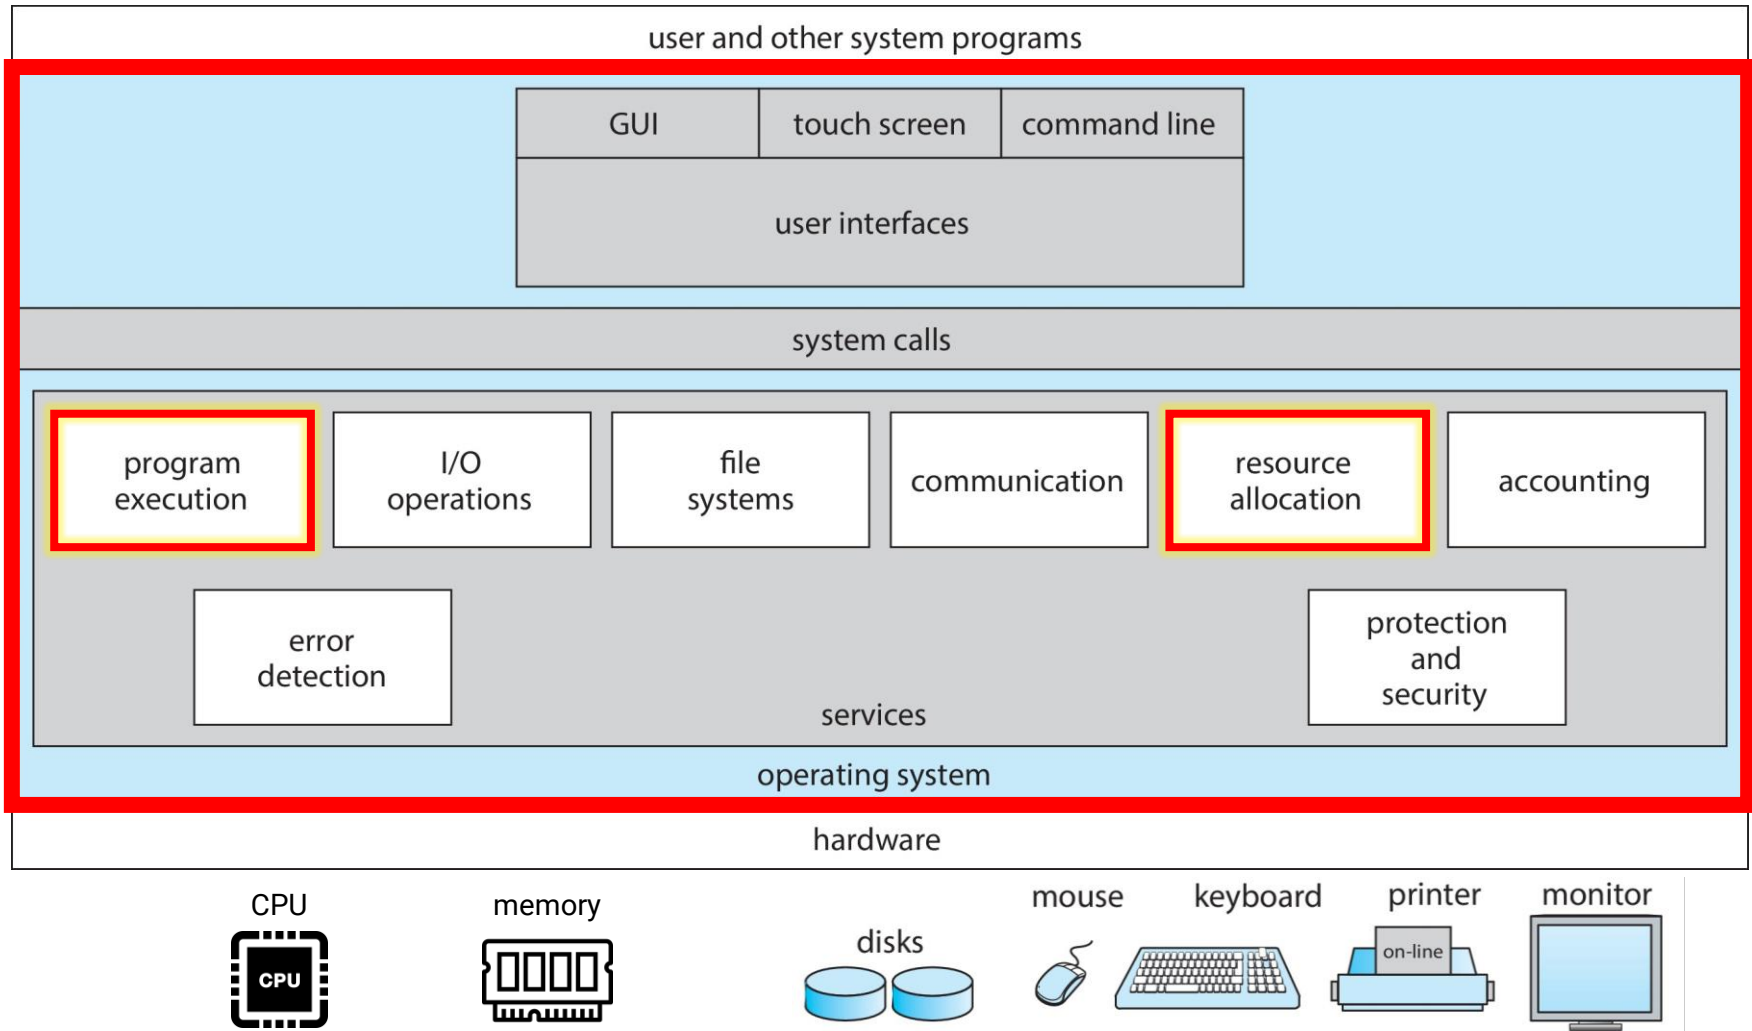 user and other system programs
GUI
touch screen
command line
user interfaces
system calls
program
execution
I/O
operations
file
systems
communication
resource
allocation
accounting
error
detection
protection
and
security
services
operating system
hardware
CPU
memory
disks
mouse
keyboard
printer
monitor
CPU
on-line